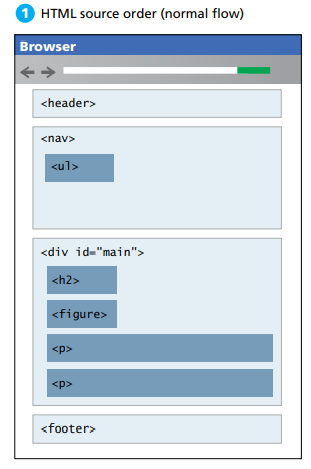 1 HTML source order (normal flow)
Browser
<header>
<nav>
<ul>
<div id="main">
<h2>
<figure>
<p>
<p>
<footer>